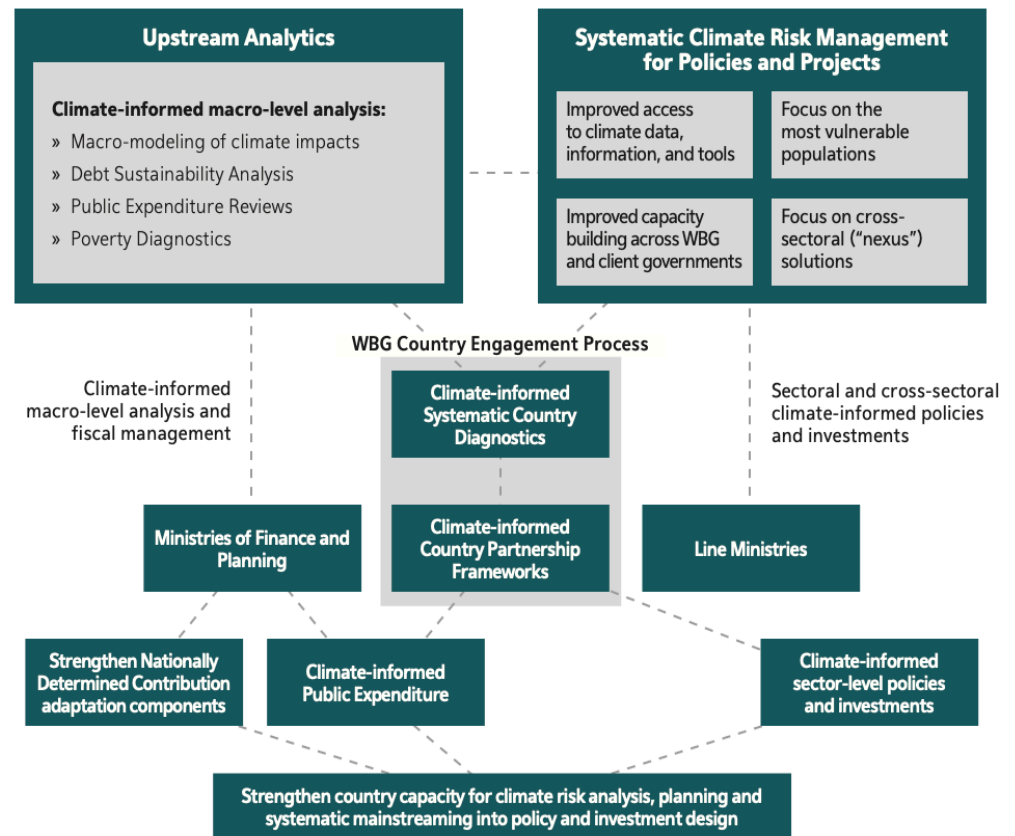 Upstream Analytics
Climate-informed macro-level analysis:
» Macro-modeling of climate impacts
» Debt Sustainability Analysis
» Public Expenditure Reviews
» Poverty Diagnostics
Systematic Climate Risk Management
for Policies and Projects
Improved access
to climate data,
information, and tools
Focus on the
most vulnerable
populations
Improved capacity
building across WBG
and client governments
Focus on cross-
sectoral (“nexus”)
solutions
WBG Country Engagement Process
Climate-informed
macro-level analysis and
fiscal management
Climate-informed
Systematic Country
Diagnostics
Sectoral and cross-sectoral
climate-informed policies
and investments
Ministries of Finance and
Planning
Climate-informed
Country Partnership
Frameworks
Line Ministries
Strengthen Nationally
Determined Contribution
adaptation components
Climate-informed
Public Expenditure
Climate-informed
sector-level policies
and investments
Strengthen country capacity for climate risk analysis, planning and
systematic mainstreaming into policy and investment design